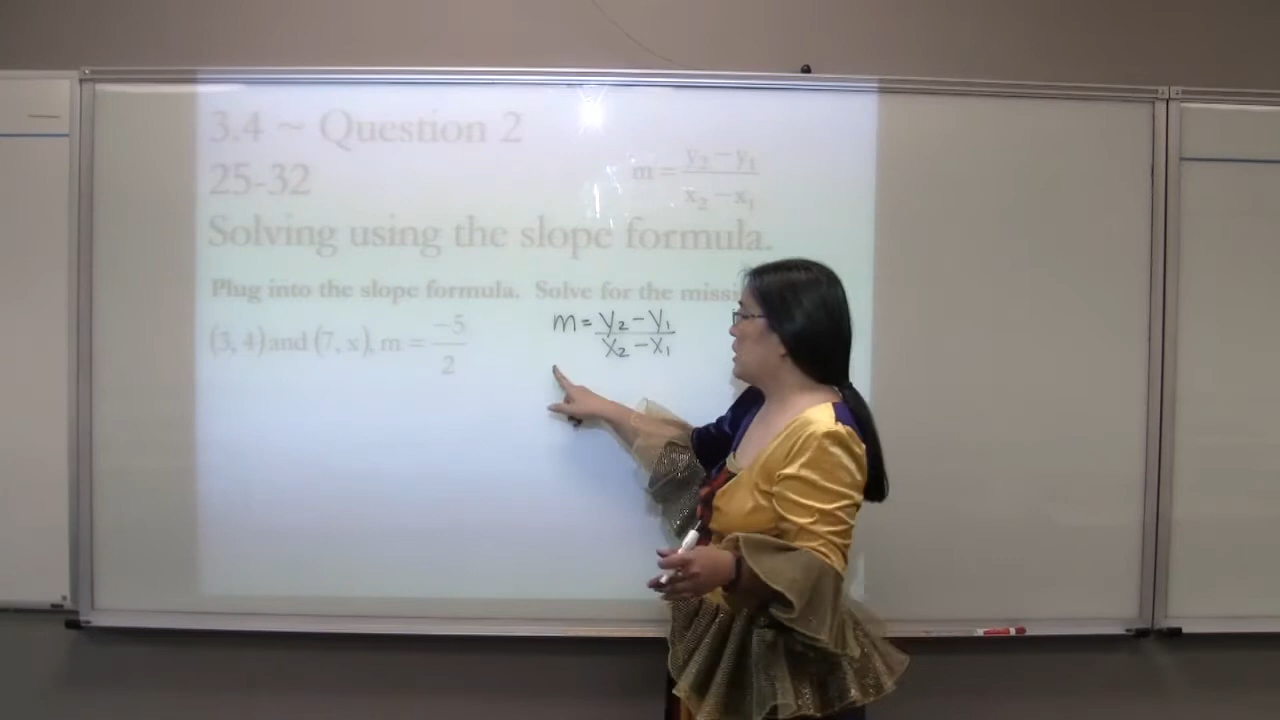 3.4 ~ Question 2
25-32
m = y₂ − y₁ / x₂ − x₁
Solving using the slope formula.
Plug into the slope formula. Solve for the
(3, 4) and (7, x), m = −5/2
m = y₂ − y₁ / x₂ − x₁